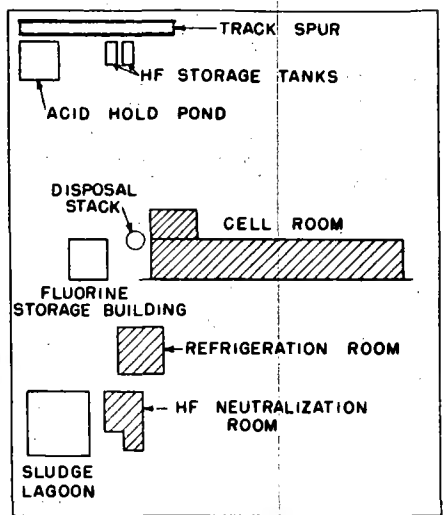 TRACK SPUR
HF STORAGE TANKS
ACID HOLD POND
DISPOSAL
STACK
CELL ROOM
FLUORINE
STORAGE BUILDING
REFRIGERATION ROOM
HF NEUTRALIZATION
ROOM
SLUDGE
LAGOON